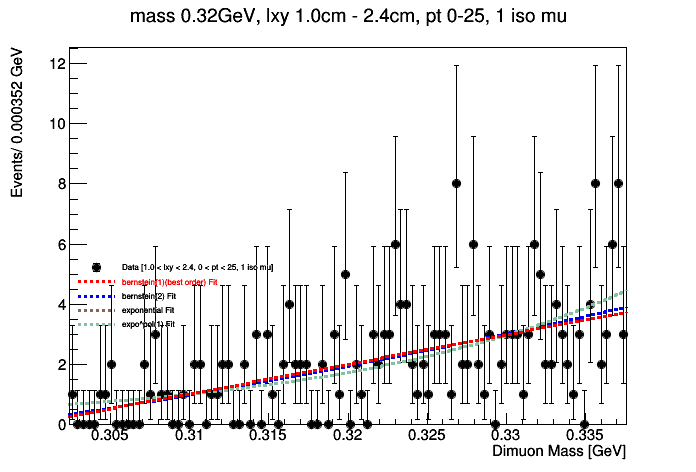 mass 0.32GeV, lxy 1.0cm - 2.4cm, pt 0-25, 1 iso mu
Events/ 0.000352 GeV
12
10
8
6
4
2
0
Data [1.0 < lxy < 2.4, 0 < pt < 25, 1 iso mu]
bernstein[1](best order) Fit
bernstein(2) Fit
exponential Fit
expo*pol(1) Fit
0.305 0.31 0.315 0.32 0.325 0.33 0.335
Dimuon Mass [GeV]